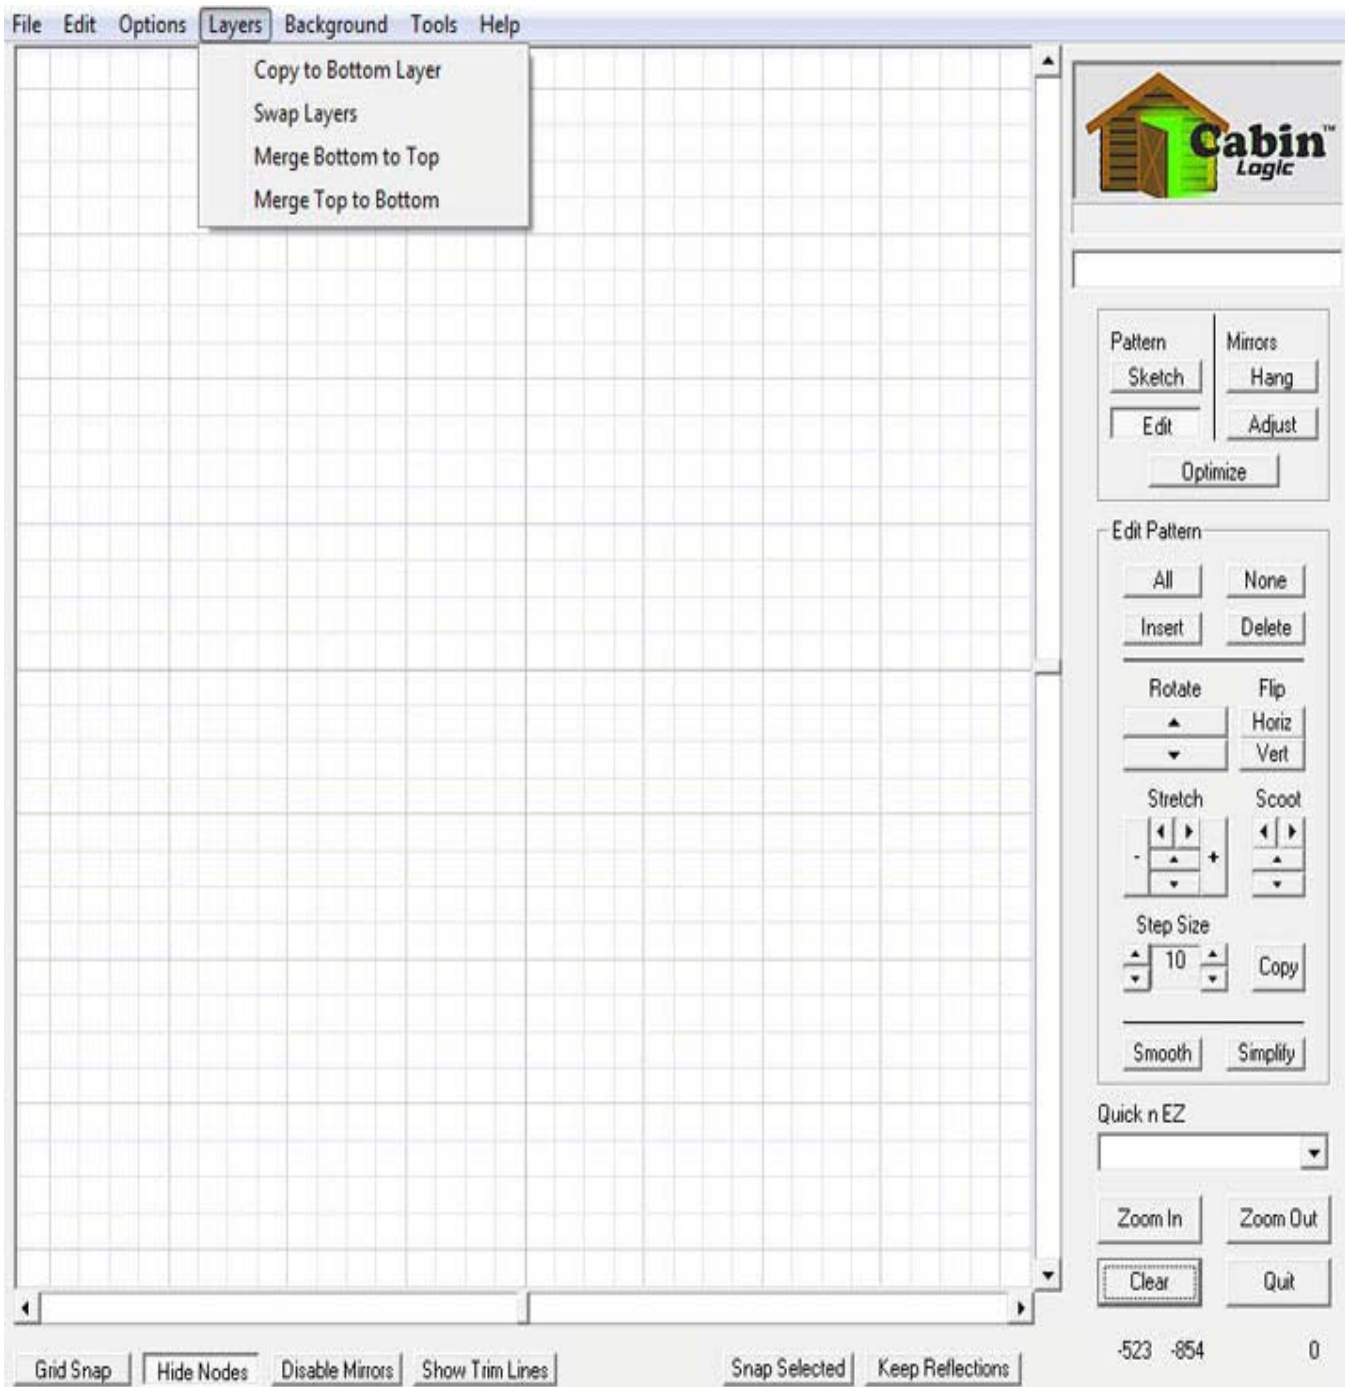 File Edit Options Layers Background Tools Help
Copy to Bottom Layer
Swap Layers
Merge Bottom to Top
Merge Top to Bottom
Cabin™
Logic
Pattern Mirrors
Sketch Hang
Edit Adjust
Optimize
Edit Pattern
All None
Insert Delete
Rotate Flip
Horiz
Vert
Stretch Scoot
- +
Step Size
10 Copy
Smooth Simplify
Quick n EZ
Zoom In Zoom Out
Clear Quit
-523 -854 0
Grid Snap Hide Nodes Disable Mirrors Show Trim Lines Snap Selected Keep Reflections